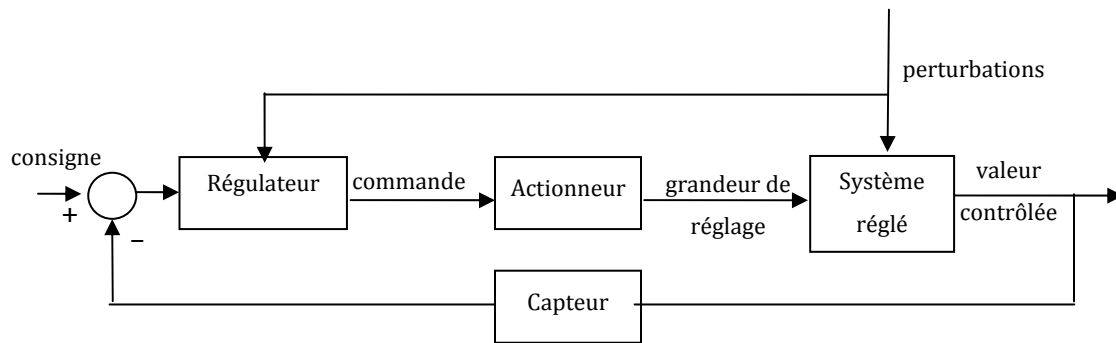 perturbations
consigne
+
−
Régulateur
commande
Actionneur
grandeur de
réglage
Système
réglé
valeur
contrôlée
Capteur